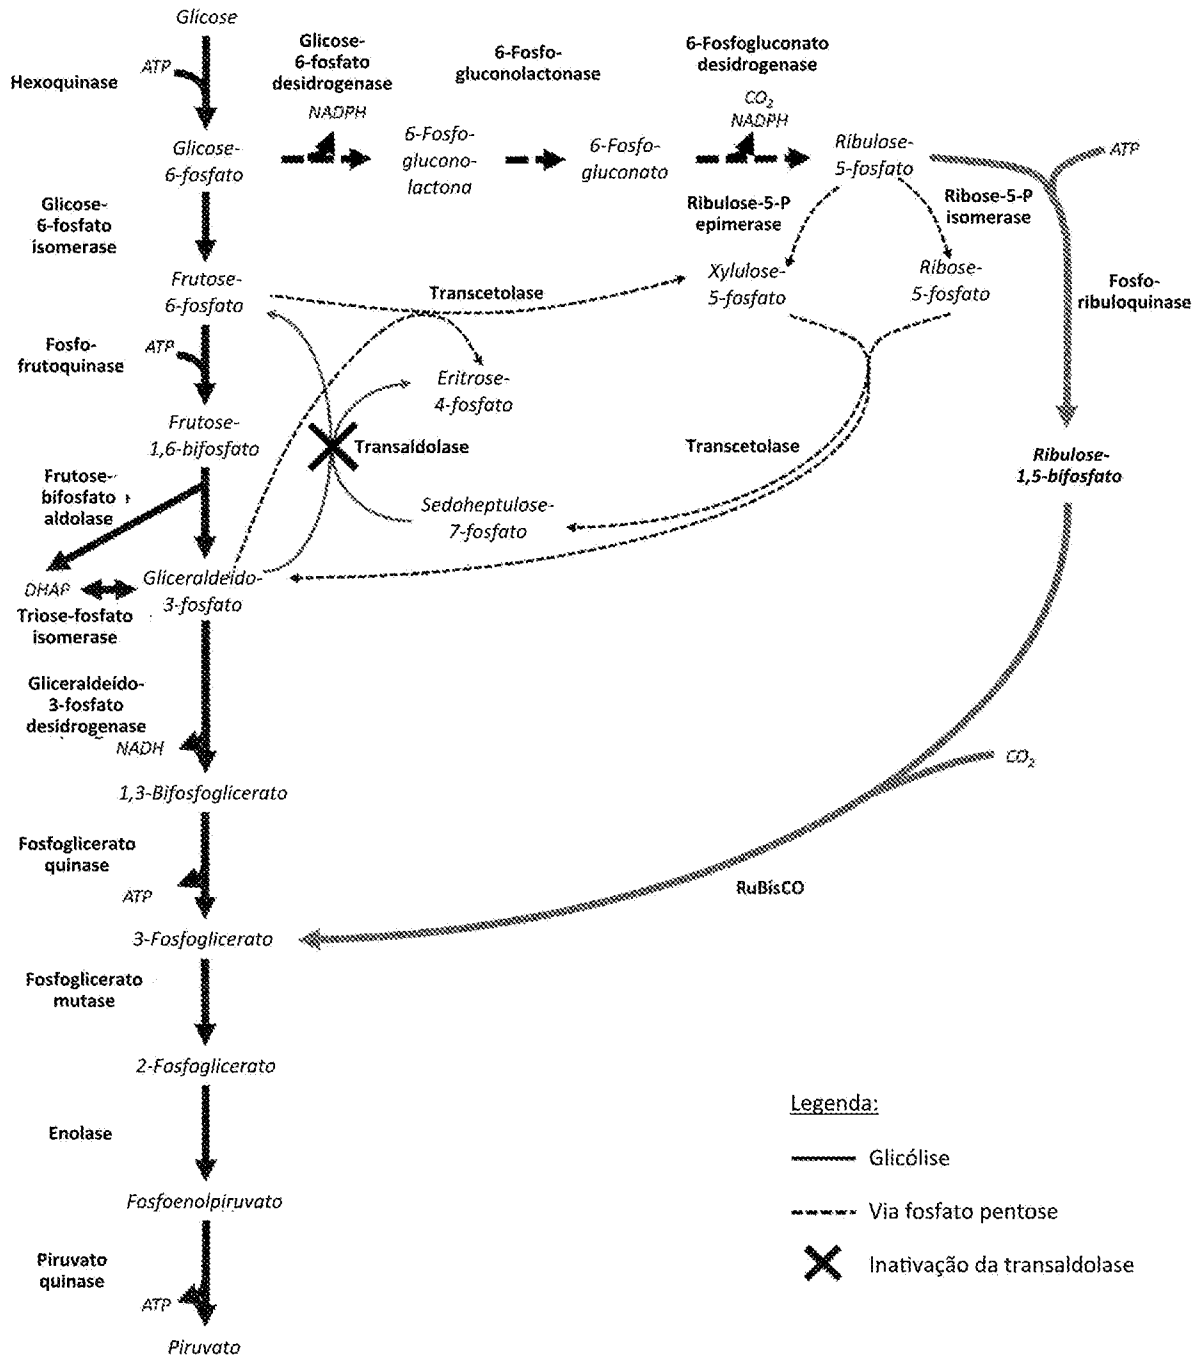 Glicose
ATP
Hexoquinase
Glicose-
6-fosfato
desidrogenase
NADPH
6-Fosfo-
gluconolactonase
6-Fosfogluconato
desidrogenase
CO2
NADPH
Glicose-
6-fosfato
6-Fosfo-
glucono-
lactona
6-Fosfo-
gluconato
Ribulose-
5-fosfato
ATP
Glicose-
6-fosfato
isomerase
Ribulose-5-P
epimerase
Ribose-5-P
isomerase
Frutose-
6-fosfato
Transcetolase
Xylulose-
5-fosfato
Ribose-
5-fosfato
Fosfo-
ribuloquinase
Fosfo-
frutoquinase
ATP
Eritrose-
4-fosfato
Frutose-
1,6-bifosfato
Transaldolase
Transcetolase
Ribulose-
1,5-bifosfato
Frutose-
bifosfato
aldolase
Sedoheptulose-
7-fosfato
DHAP
Gliceraldeído-
3-fosfato
Triose-fosfato
isomerase
Gliceraldeído-
3-fosfato
desidrogenase
NADH
CO2
1,3-Bifosfoglicerato
Fosfoglicerato
quinase
ATP
RuBisCO
3-Fosfoglicerato
Fosfoglicerato
mutase
2-Fosfoglicerato
Enolase
Fosfoenolpiruvato
Piruvato
quinase
ATP
Piruvato
Legenda:
Glicólise
Via fosfato pentose
Inativação da transaldolase